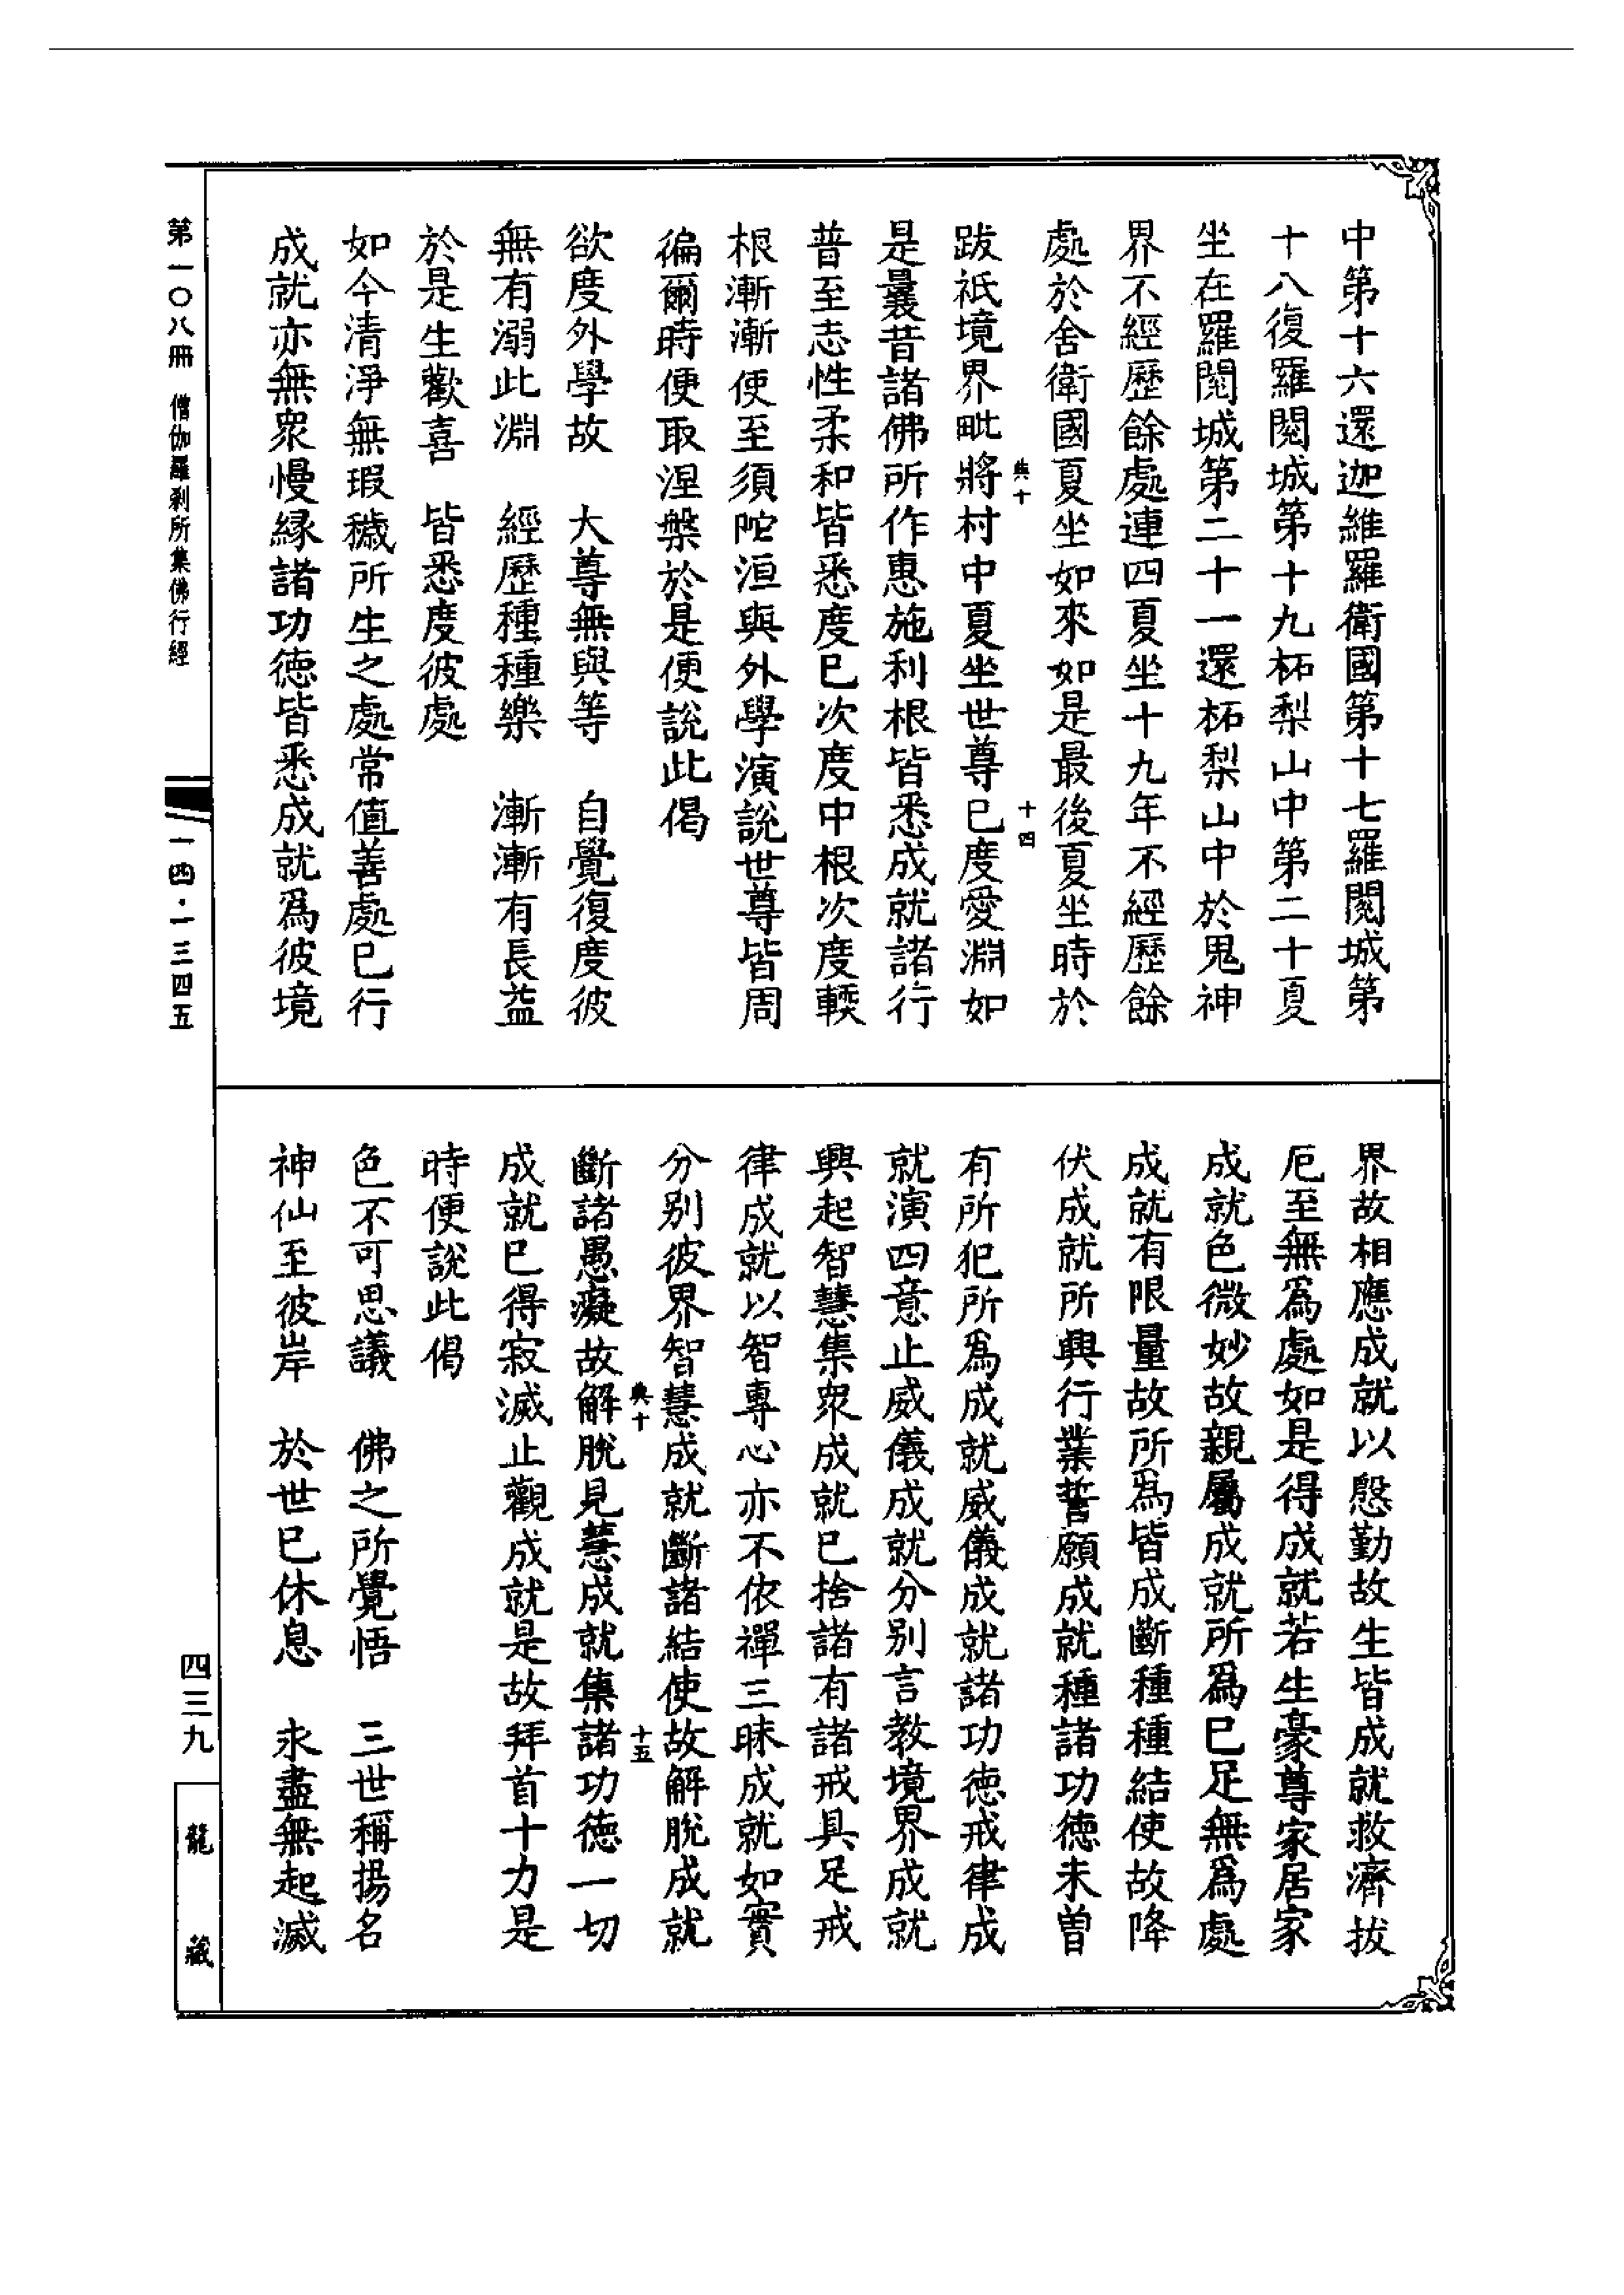 中第十六還迦維羅衛國第十七羅閱城第
十八復羅閱城第十九柘梨山中第二十夏
坐在羅閱城第二十一還柘梨山中於鬼神
界不經歷餘處連四夏坐十九年不經歷餘
處於舍衛國夏坐如來如是最後夏坐時於
典十
十四
跋祇境界毗將村中夏坐世尊已度愛淵如
是曩昔諸佛所作惠施利根皆悉成就諸行
普至志性柔和皆悉度已次度中根次度輭
根漸漸使至須陀洹與外學演說世尊皆周
徧爾時便取涅槃於是便說此偈
欲度外學故　大尊無與等　自覺復度彼
無有溺此淵　經歷種種樂　漸漸有長益
於是生歡喜　皆悉度彼處
如今清淨無瑕穢所生之處常值善處已行
成就亦無衆慢緣諸功德皆悉成就爲彼境
界故相應成就以慇勤故生皆成就救濟拔
厄至無爲處如是得成就若生豪尊家居家
成就色微妙故親屬成就所爲已足無爲處
成就有限量故所爲皆成斷種種結使故降
伏成就所興行業誓願成就種諸功德未曾
有所犯所爲成就威儀成就諸功德戒律成
就演四意止威儀成就分別言教境界成就
興起智慧集衆成就已捨諸有諸戒具足戒
律成就以智專心亦不依禪三昧成就如實
分別彼界智慧成就斷諸結使故解脫成就
典十
十五
斷諸愚癡故解脫見慧成就集諸功德一切
成就已得寂滅止觀成就是故拜首十力是
時便說此偈
色不可思議　佛之所覺悟　三世稱揚名
神仙至彼岸　於世已休息　永盡無起滅
第一〇八冊　僧伽羅剎所集佛行經
一四·一三四五
四三九
龍藏